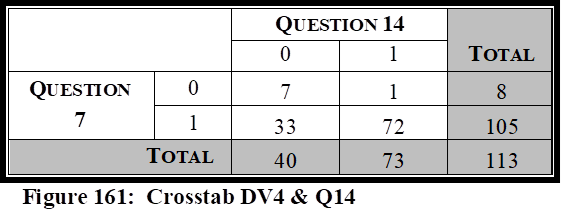 QUESTION 14
0 1 TOTAL
QUESTION 7 0 7 1 8
1 33 72 105
TOTAL 40 73 113
Figure 161: Crosstab DV4 & Q14